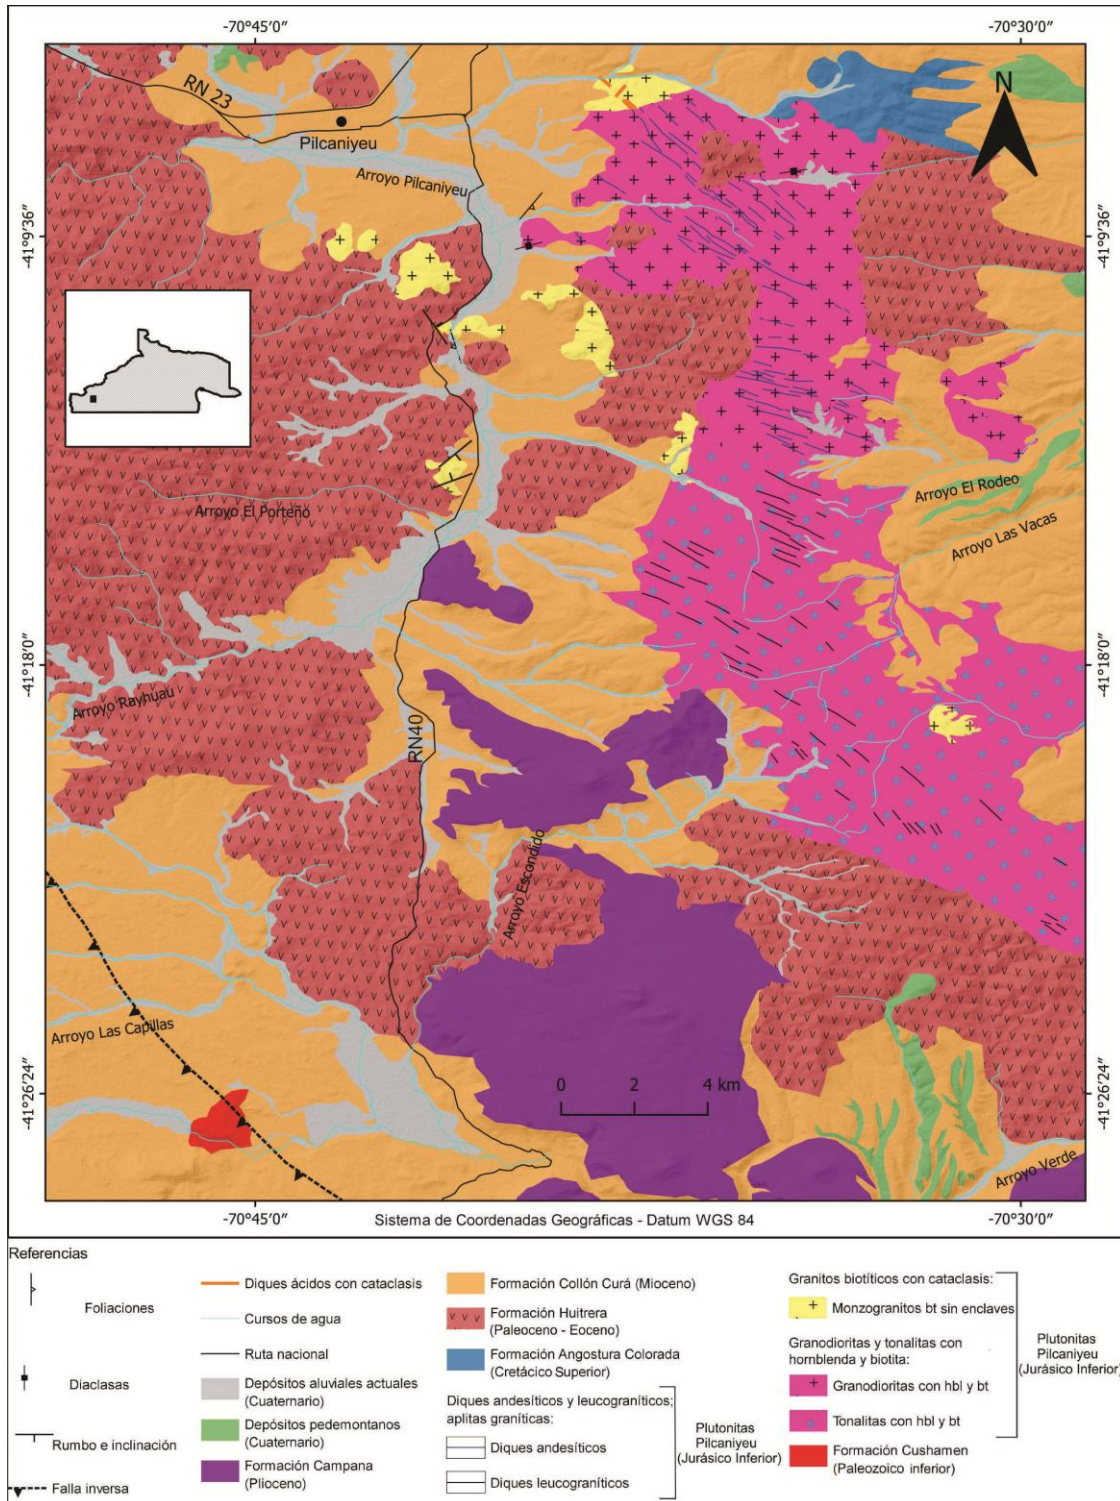 -70°45′0″
-70°30′0″
RN 23
N
Pilcaniyeu
Arroyo Pilcaniyeu
-41°9′36″
-41°9′36″
Arroyo El Rodeo
Arroyo El Porteño
Arroyo Las Vacas
-41°18′0″
-41°18′0″
Arroyo Rayhuau
RN40
Arroyo Escondido
Arroyo Las Capillas
-41°26′24″
-41°26′24″
0 2 4 km
Arroyo Verde
-70°45′0″
Sistema de Coordenadas Geográficas - Datum WGS 84
-70°30′0″
Referencias
Foliaciones
Diaclasas
Rumbo e inclinación
Falla inversa
Diques ácidos con cataclasis
Cursos de agua
Ruta nacional
Depósitos aluviales actuales
(Cuaternario)
Depósitos pedemontanos
(Cuaternario)
Formación Campana
(Plioceno)
Formación Collón Curá (Mioceno)
Formación Huitrera
(Paleoceno - Eoceno)
Formación Angostura Colorada
(Cretácico Superior)
Diques andesíticos y leucograníticos;
aplitas graníticas:
Diques andesíticos
Diques leucograníticos
Plutonitas
Pilcaniyeu
(Jurásico Inferior)
Granitos biotíticos con cataclasis:
Monzogranitos bt sin enclaves
Granodioritas y tonalitas con
hornblenda y biotita:
Granodioritas con hbl y bt
Tonalitas con hbl y bt
Plutonitas
Pilcaniyeu
(Jurásico Inferior)
Formación Cushamen
(Paleozoico inferior)